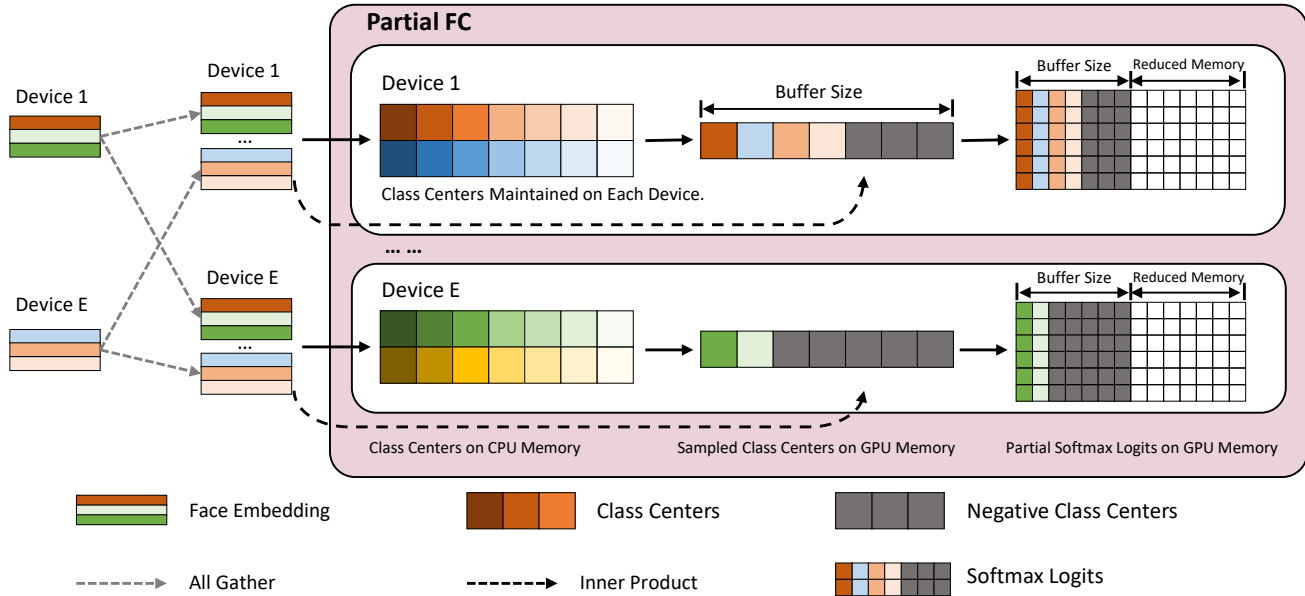 Partial FC
Device 1
Device 1
...
Device E
Device E
...
Device 1
Class Centers Maintained on Each Device.
Buffer Size
Buffer Size
Reduced Memory
... ...
Device E
Buffer Size
Reduced Memory
Class Centers on CPU Memory
Sampled Class Centers on GPU Memory
Partial Softmax Logits on GPU Memory
Face Embedding
Class Centers
Negative Class Centers
All Gather
Inner Product
Softmax Logits